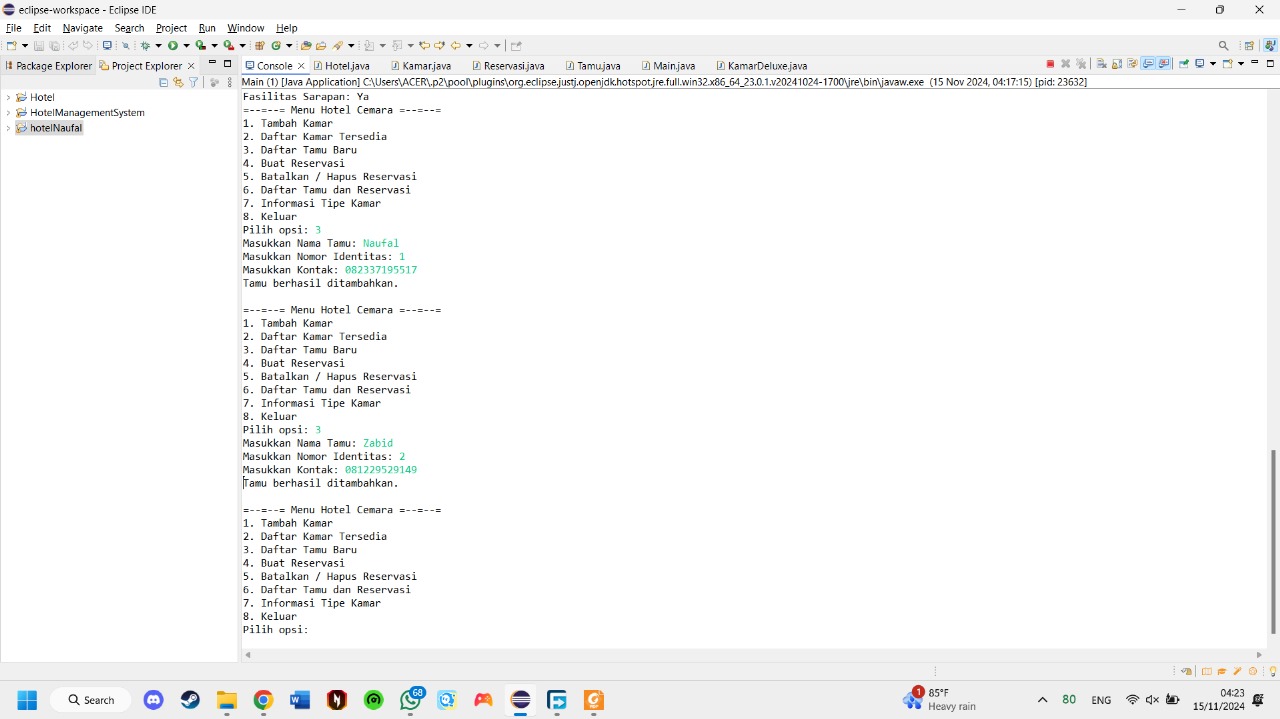 eclipse-workspace - Eclipse IDE
File Edit Navigate Search Project Run Window Help
Package Explorer Project Explorer
Console Hotel.java Kamar.java Reservasi.java Tamu.java Main.java KamarDeluxe.java
Main (1) [Java Application] C:\Users\ACER\.p2\pool\plugins\org.eclipse.justj.openjdk.hotspot.jre.full.win32.x86_64_23.0.1.v20241024-1700\jre\bin\javaw.exe (15 Nov 2024, 04:17:15) [pid: 23632]
Hotel
HotelManagementSystem
hotelNaufal
Fasilitas Sarapan: Ya
=--=--= Menu Hotel Cemara =--=--=
1. Tambah Kamar
2. Daftar Kamar Tersedia
3. Daftar Tamu Baru
4. Buat Reservasi
5. Batalkan / Hapus Reservasi
6. Daftar Tamu dan Reservasi
7. Informasi Tipe Kamar
8. Keluar
Pilih opsi: 3
Masukkan Nama Tamu: Naufal
Masukkan Nomor Identitas: 1
Masukkan Kontak: 082337195517
Tamu berhasil ditambahkan.
=--=--= Menu Hotel Cemara =--=--=
1. Tambah Kamar
2. Daftar Kamar Tersedia
3. Daftar Tamu Baru
4. Buat Reservasi
5. Batalkan / Hapus Reservasi
6. Daftar Tamu dan Reservasi
7. Informasi Tipe Kamar
8. Keluar
Pilih opsi: 3
Masukkan Nama Tamu: Zabid
Masukkan Nomor Identitas: 2
Masukkan Kontak: 081229529149
Tamu berhasil ditambahkan.
=--=--= Menu Hotel Cemara =--=--=
1. Tambah Kamar
2. Daftar Kamar Tersedia
3. Daftar Tamu Baru
4. Buat Reservasi
5. Batalkan / Hapus Reservasi
6. Daftar Tamu dan Reservasi
7. Informasi Tipe Kamar
8. Keluar
Pilih opsi:
Search
68
1
85°F
Heavy rain
80
ENG
04:23
15/11/2024